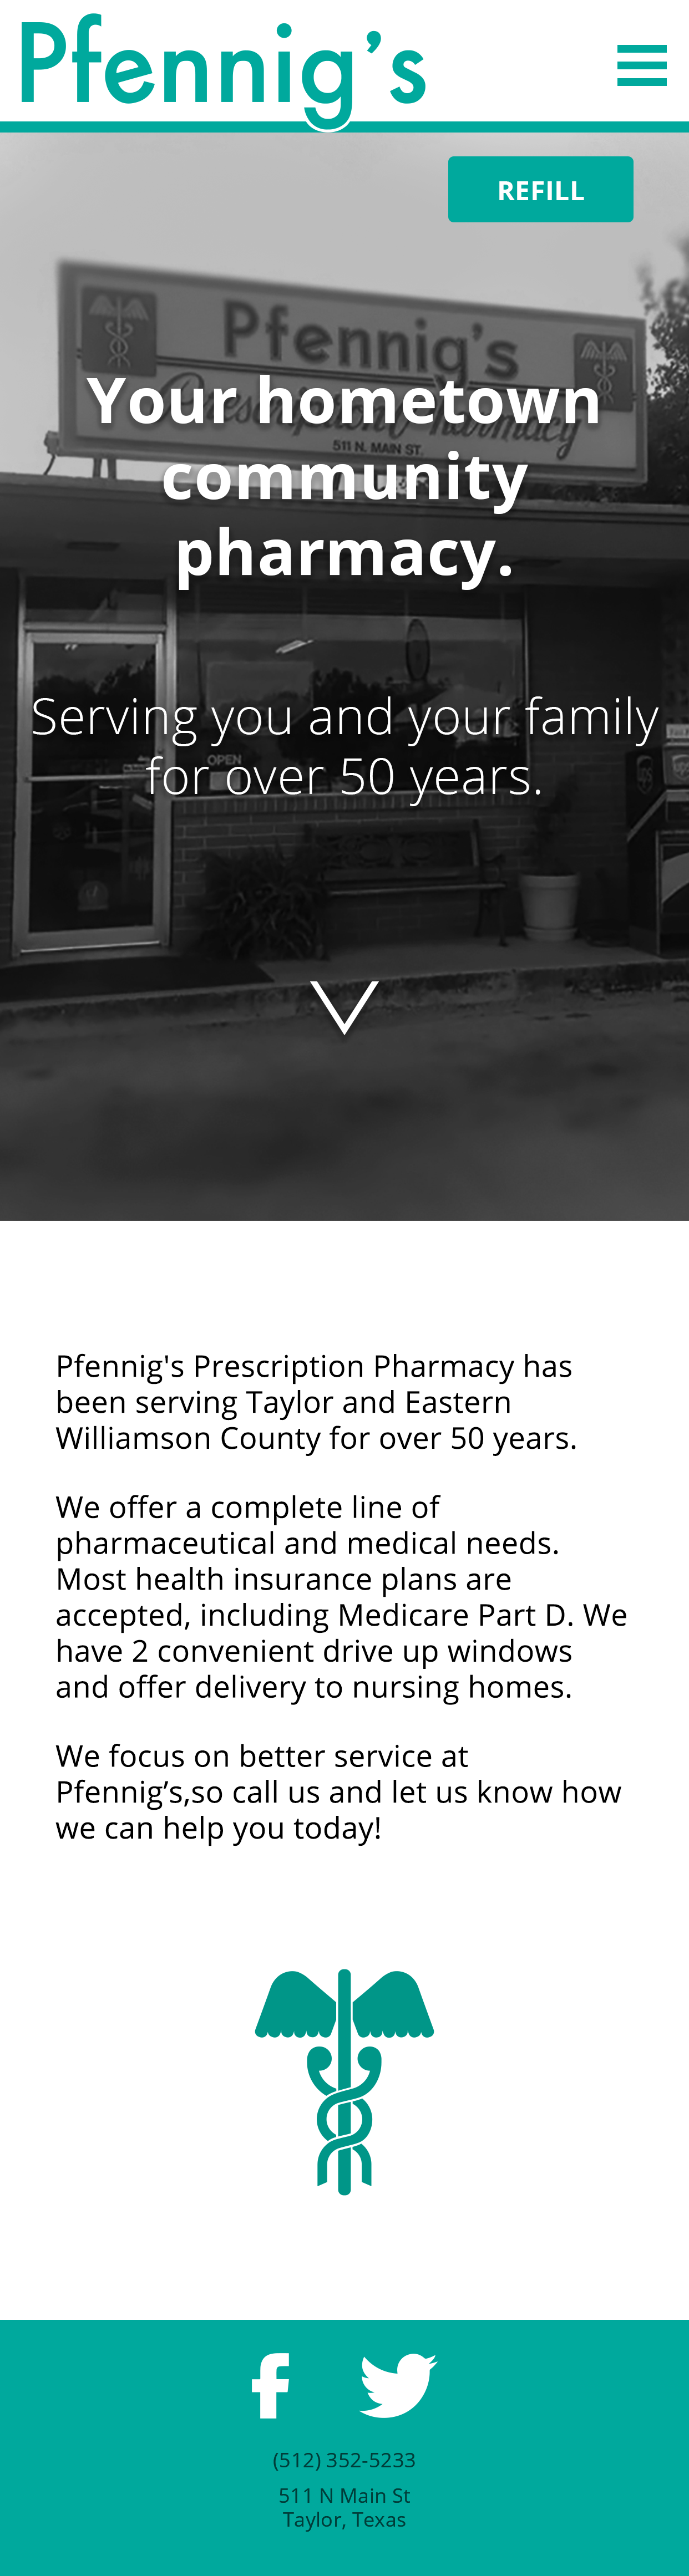 Pfennig's
REFILL
Pfennig's
Prescription Pharmacy
511 N. MAIN ST.
Your hometown
community
pharmacy.
Serving you and your family
OPEN
for over 50 years.
ups
Pfennig's Prescription Pharmacy has
been serving Taylor and Eastern
Williamson County for over 50 years.
We offer a complete line of
pharmaceutical and medical needs.
Most health insurance plans are
accepted, including Medicare Part D. We
have 2 convenient drive up windows
and offer delivery to nursing homes.
We focus on better service at
Pfennig’s,so call us and let us know how
we can help you today!
(512) 352-5233
511 N Main St
Taylor, Texas